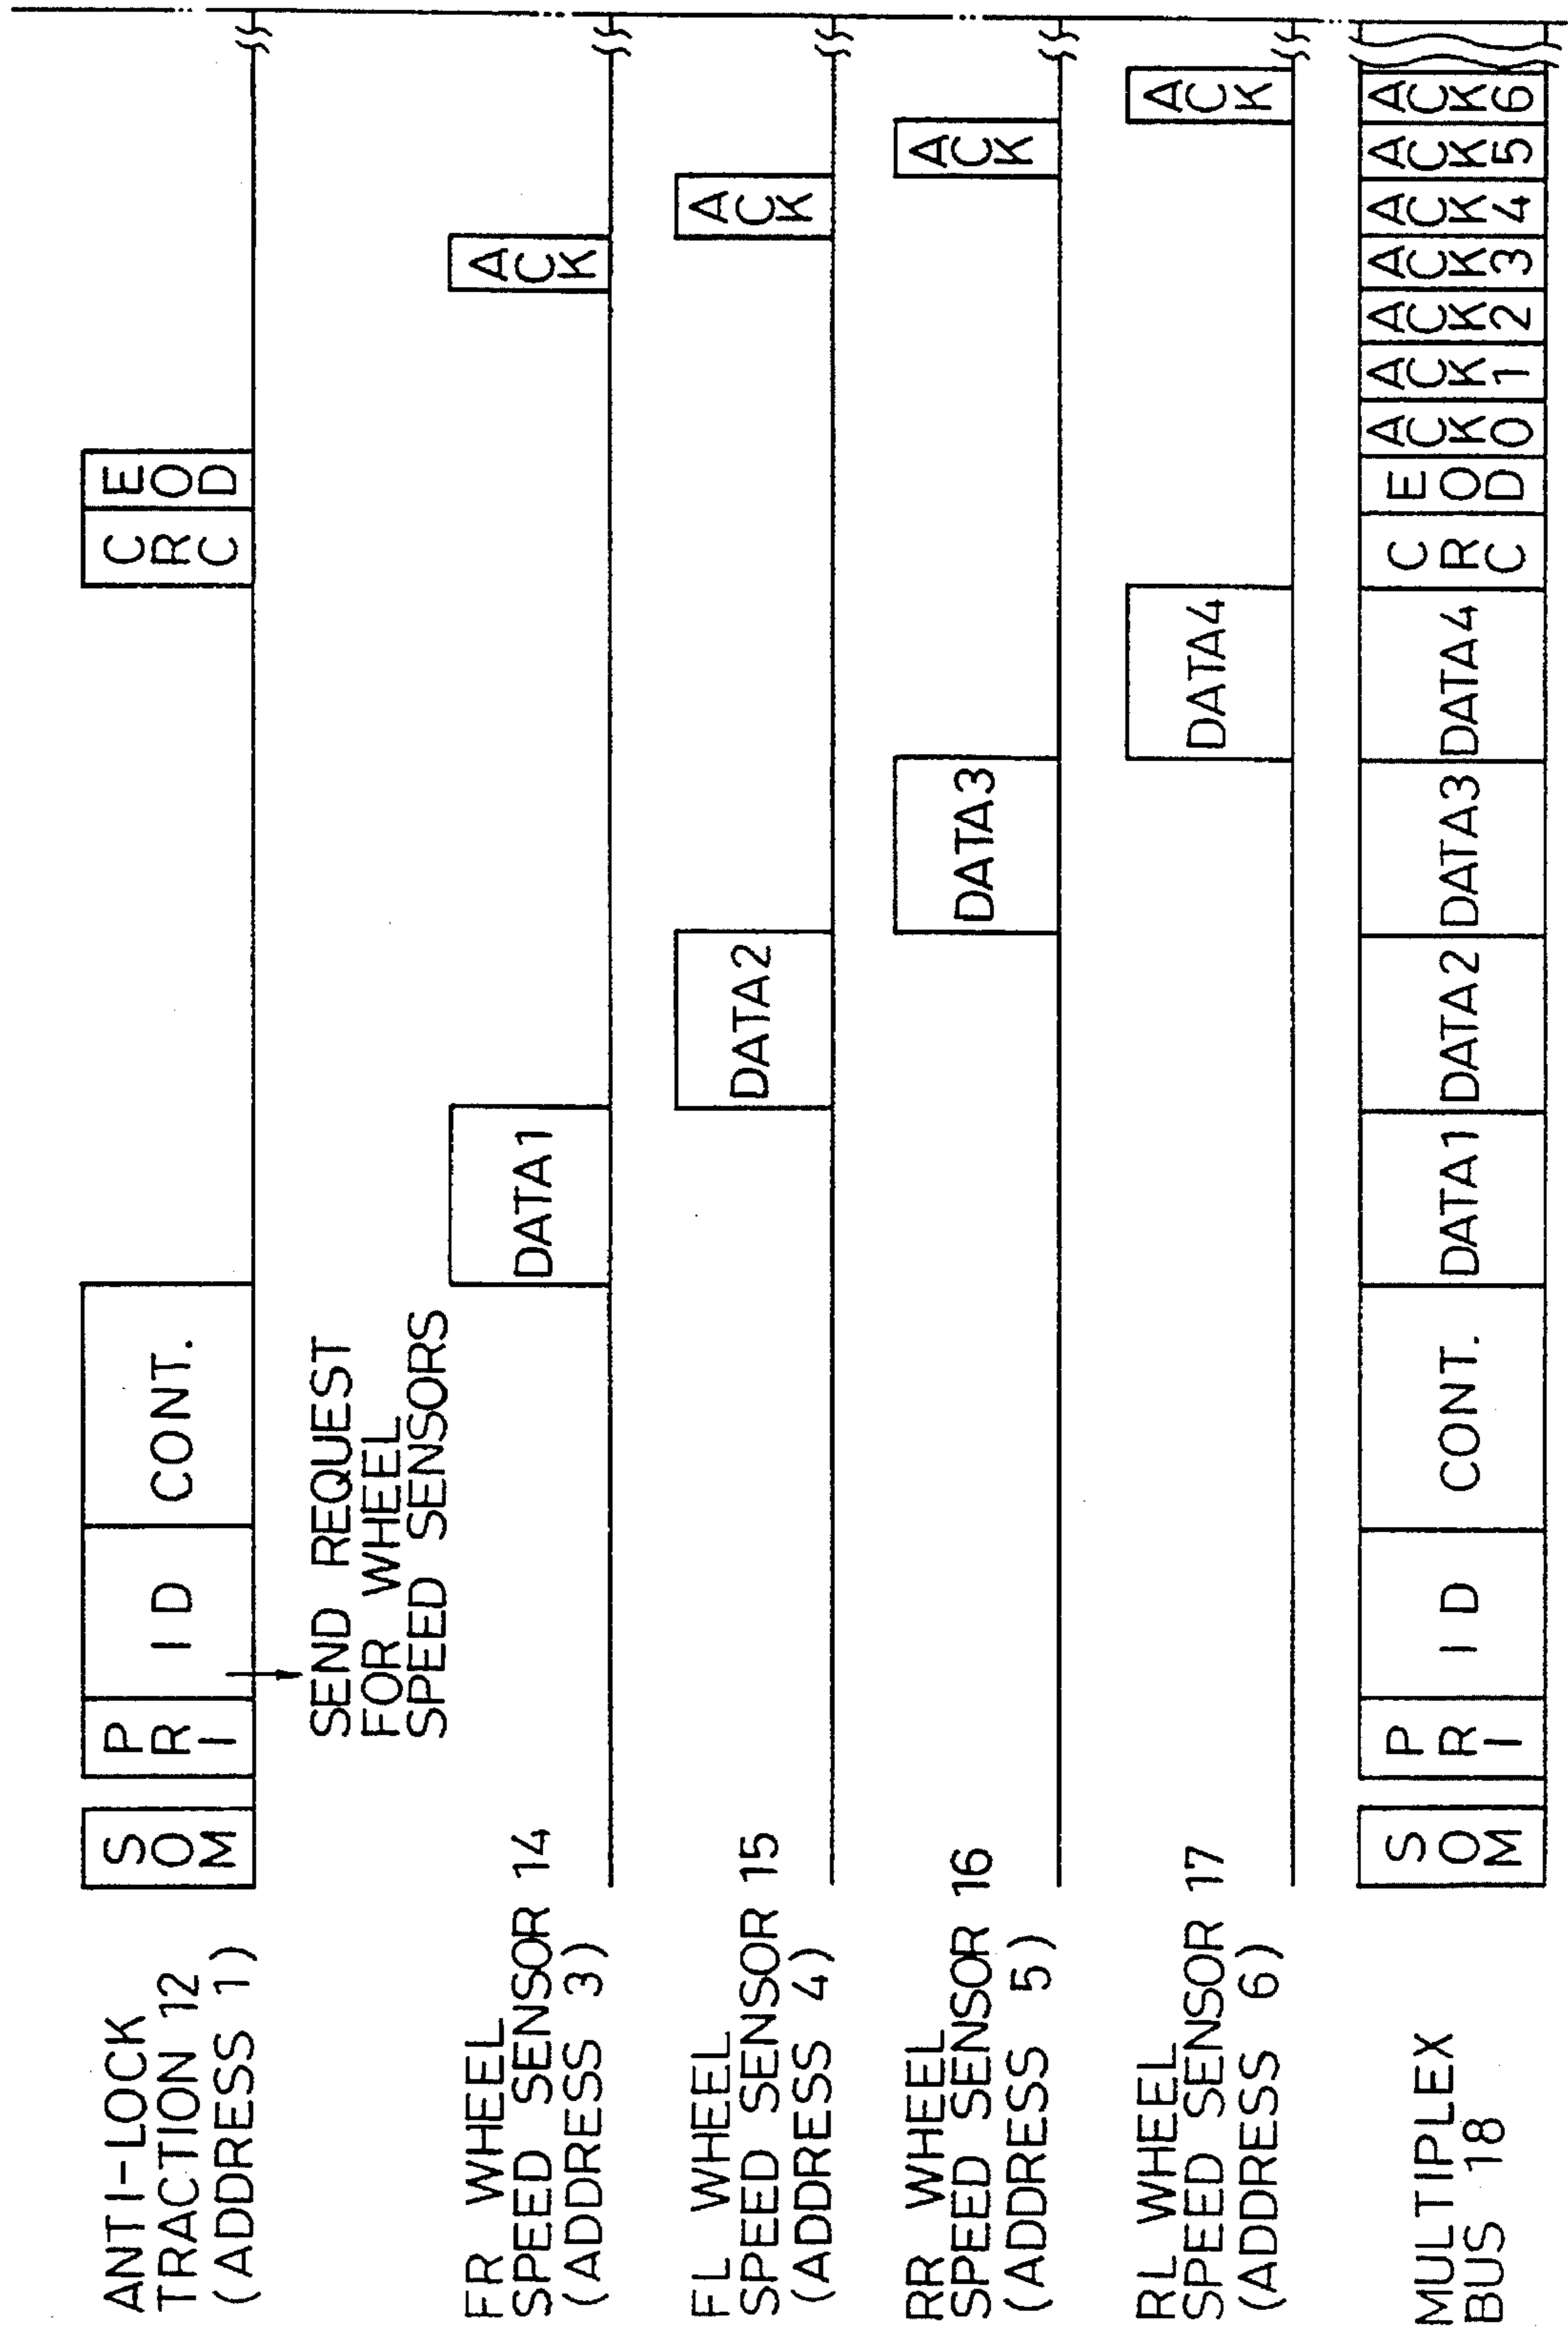 ANTI-LOCK
TRACTION 12
(ADDRESS 1)
SOM
PRI
ID
CONT.
CRC
EOD
SEND REQUEST
FOR WHEEL
SPEED SENSORS
FR WHEEL
SPEED SENSOR 14
(ADDRESS 3)
DATA1
ACK
FL WHEEL
SPEED SENSOR 15
(ADDRESS 4)
DATA2
ACK
RR WHEEL
SPEED SENSOR 16
(ADDRESS 5)
DATA3
ACK
RL WHEEL
SPEED SENSOR 17
(ADDRESS 6)
DATA4
ACK
MULTIPLEX
BUS 18
SOM
PRI
ID
CONT.
DATA1
DATA2
DATA3
DATA4
CRC
EOD
ACK0
ACK1
ACK2
ACK3
ACK4
ACK5
ACK6